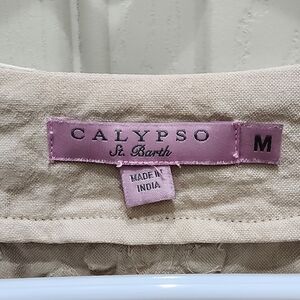 CALYPSO
St. Barth
M
MADE IN
INDIA